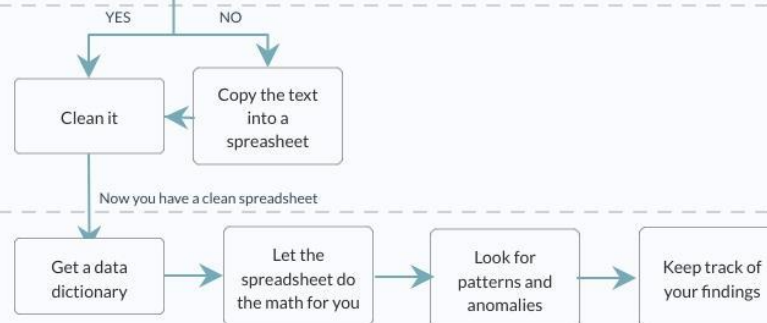 YES
NO
Clean it
Copy the text
into a
spreasheet
Now you have a clean spreadsheet
Get a data
dictionary
Let the
spreadsheet do
the math for you
Look for
patterns and
anomalies
Keep track of
your findings